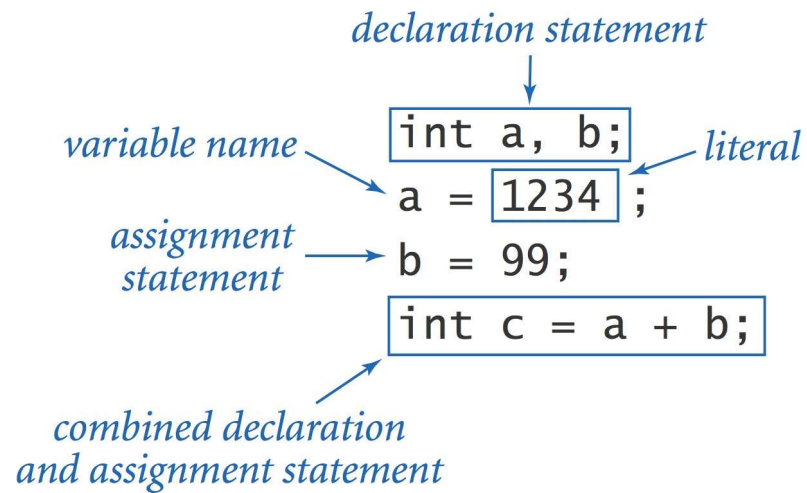 declaration statement
int a, b;
variable name
literal
a = 1234 ;
assignment
statement
b = 99;
int c = a + b;
combined declaration
and assignment statement